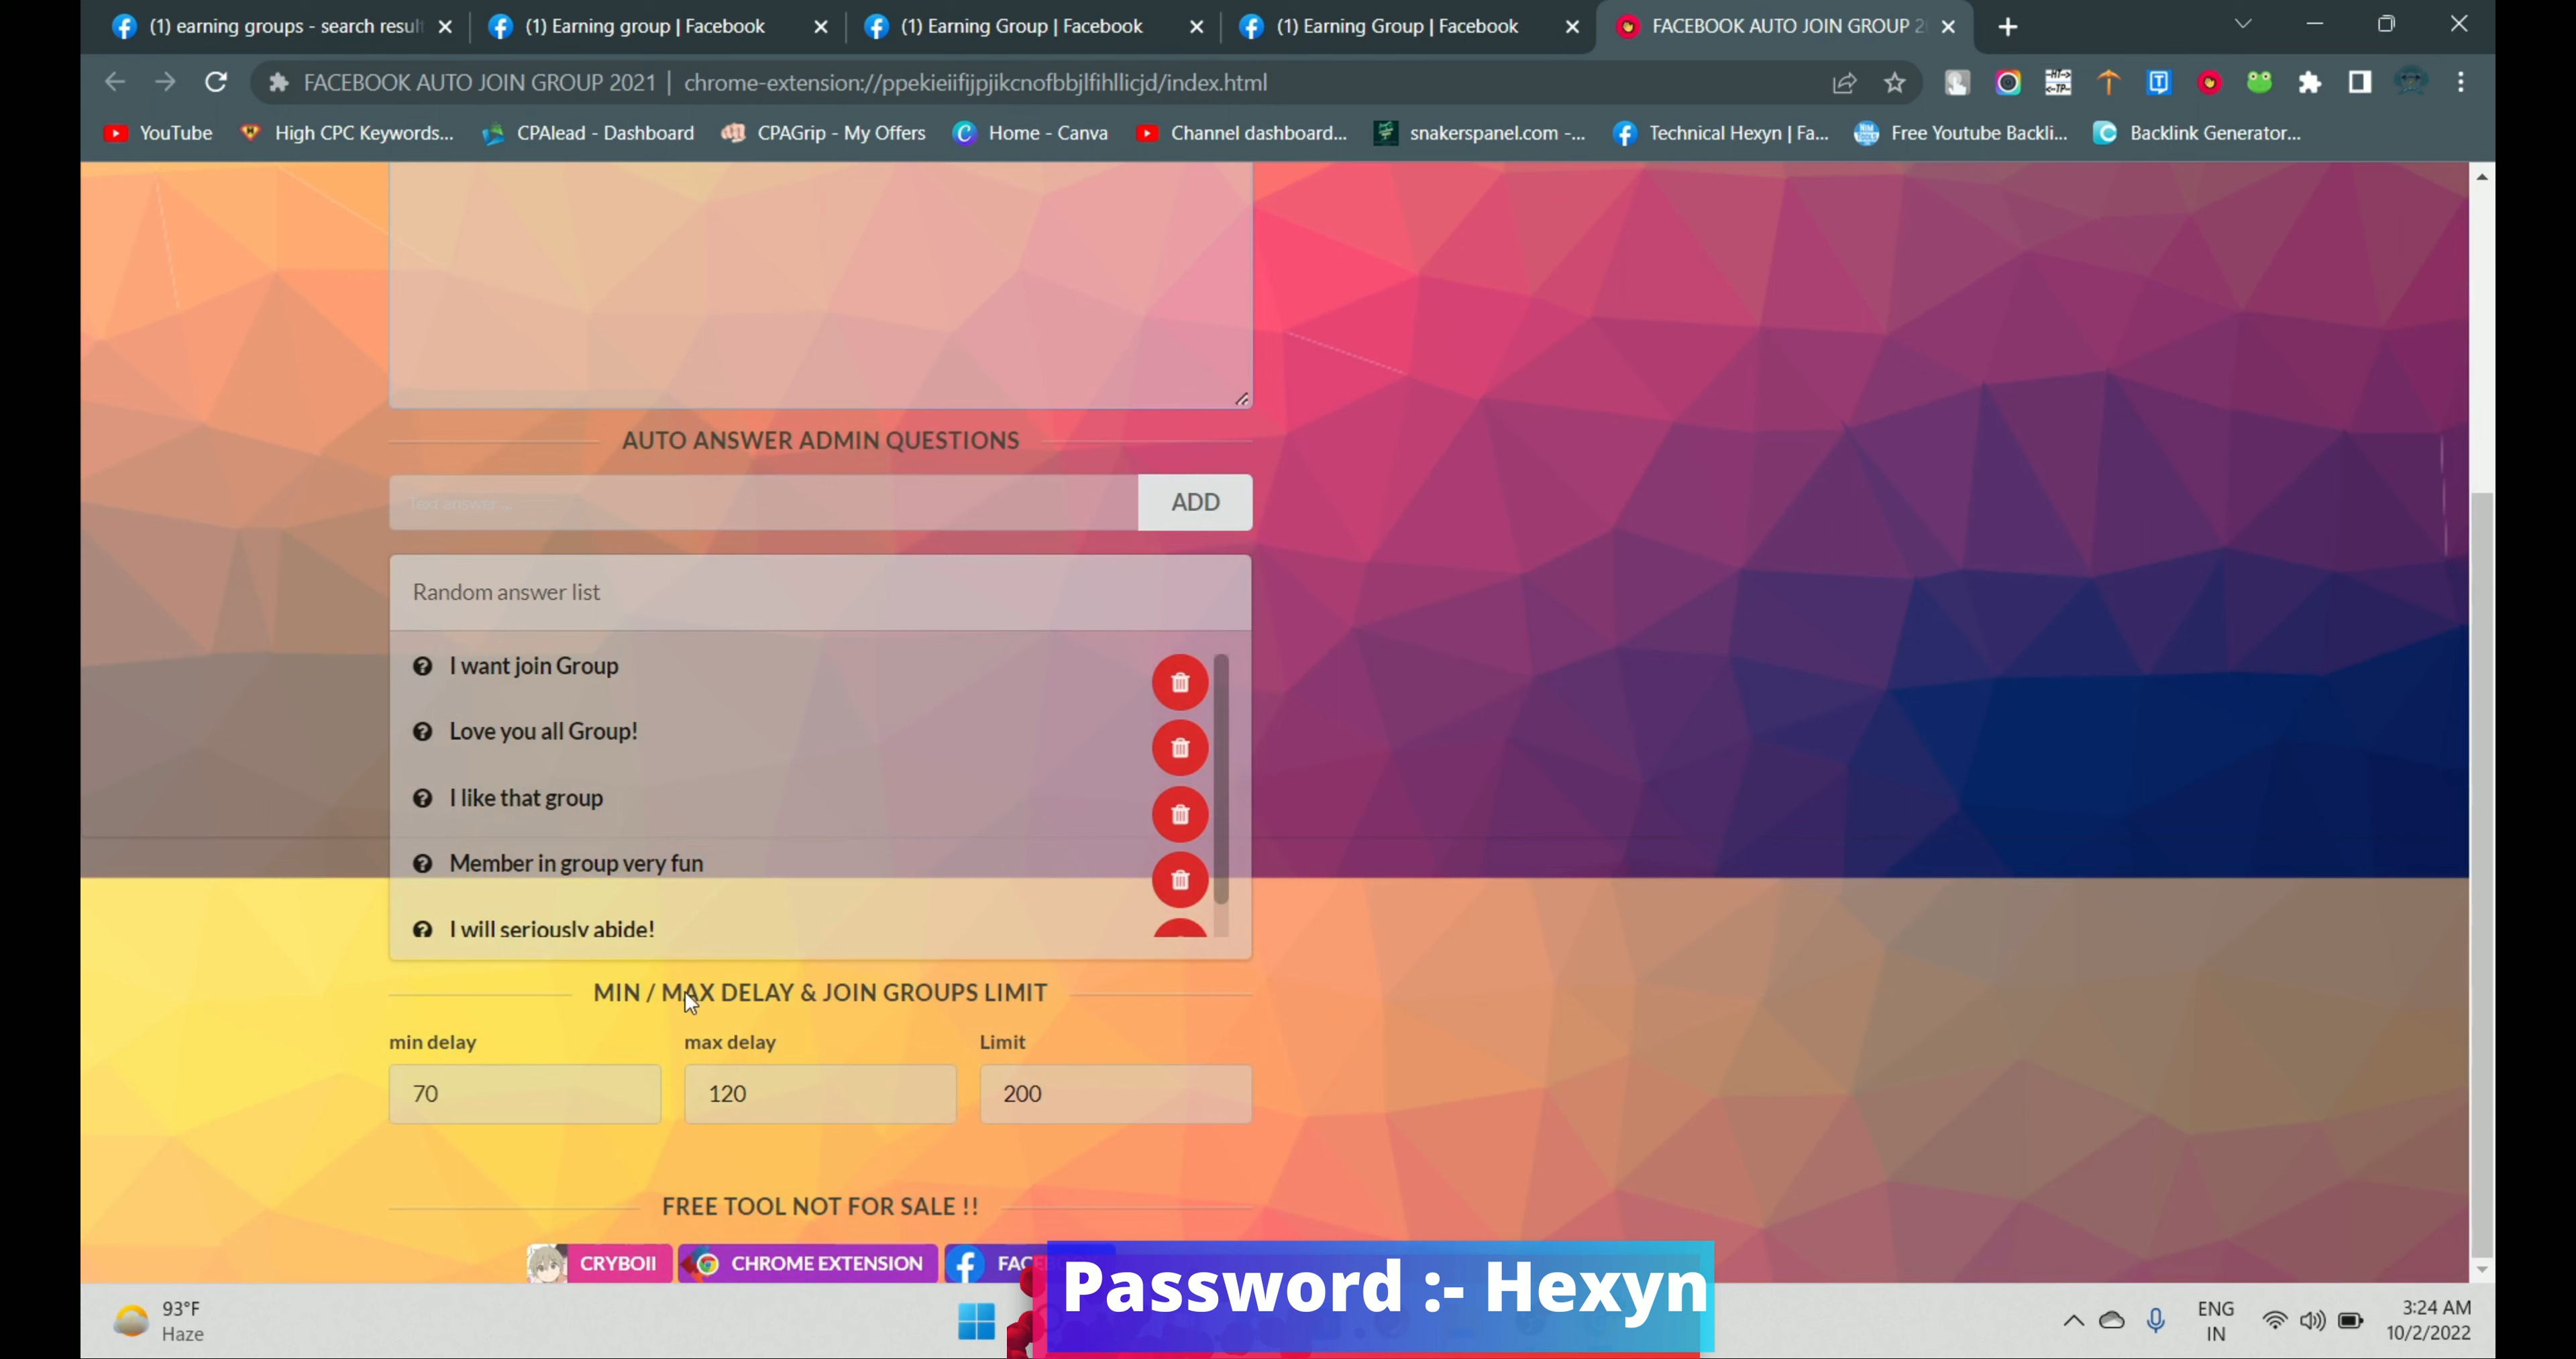 (1) earning groups - search result
(1) Earning group | Facebook
(1) Earning Group | Facebook
(1) Earning Group | Facebook
FACEBOOK AUTO JOIN GROUP 2
FACEBOOK AUTO JOIN GROUP 2021 | chrome-extension://ppekieiifijpjikcnofbbjlfihllicjd/index.html
YouTube
High CPC Keywords...
CPAlead - Dashboard
CPAGrip - My Offers
Home - Canva
Channel dashboard...
snakerspanel.com -...
Technical Hexyn | Fa...
Free Youtube Backli...
Backlink Generator...
AUTO ANSWER ADMIN QUESTIONS
Text answer...
ADD
Random answer list
I want join Group
Love you all Group!
I like that group
Member in group very fun
I will seriously abide!
MIN / MAX DELAY & JOIN GROUPS LIMIT
min delay
max delay
Limit
70
120
200
FREE TOOL NOT FOR SALE !!
CRYBOII
CHROME EXTENSION
Password :- Hexyn
93°F
Haze
ENG
IN
3:24 AM
10/2/2022